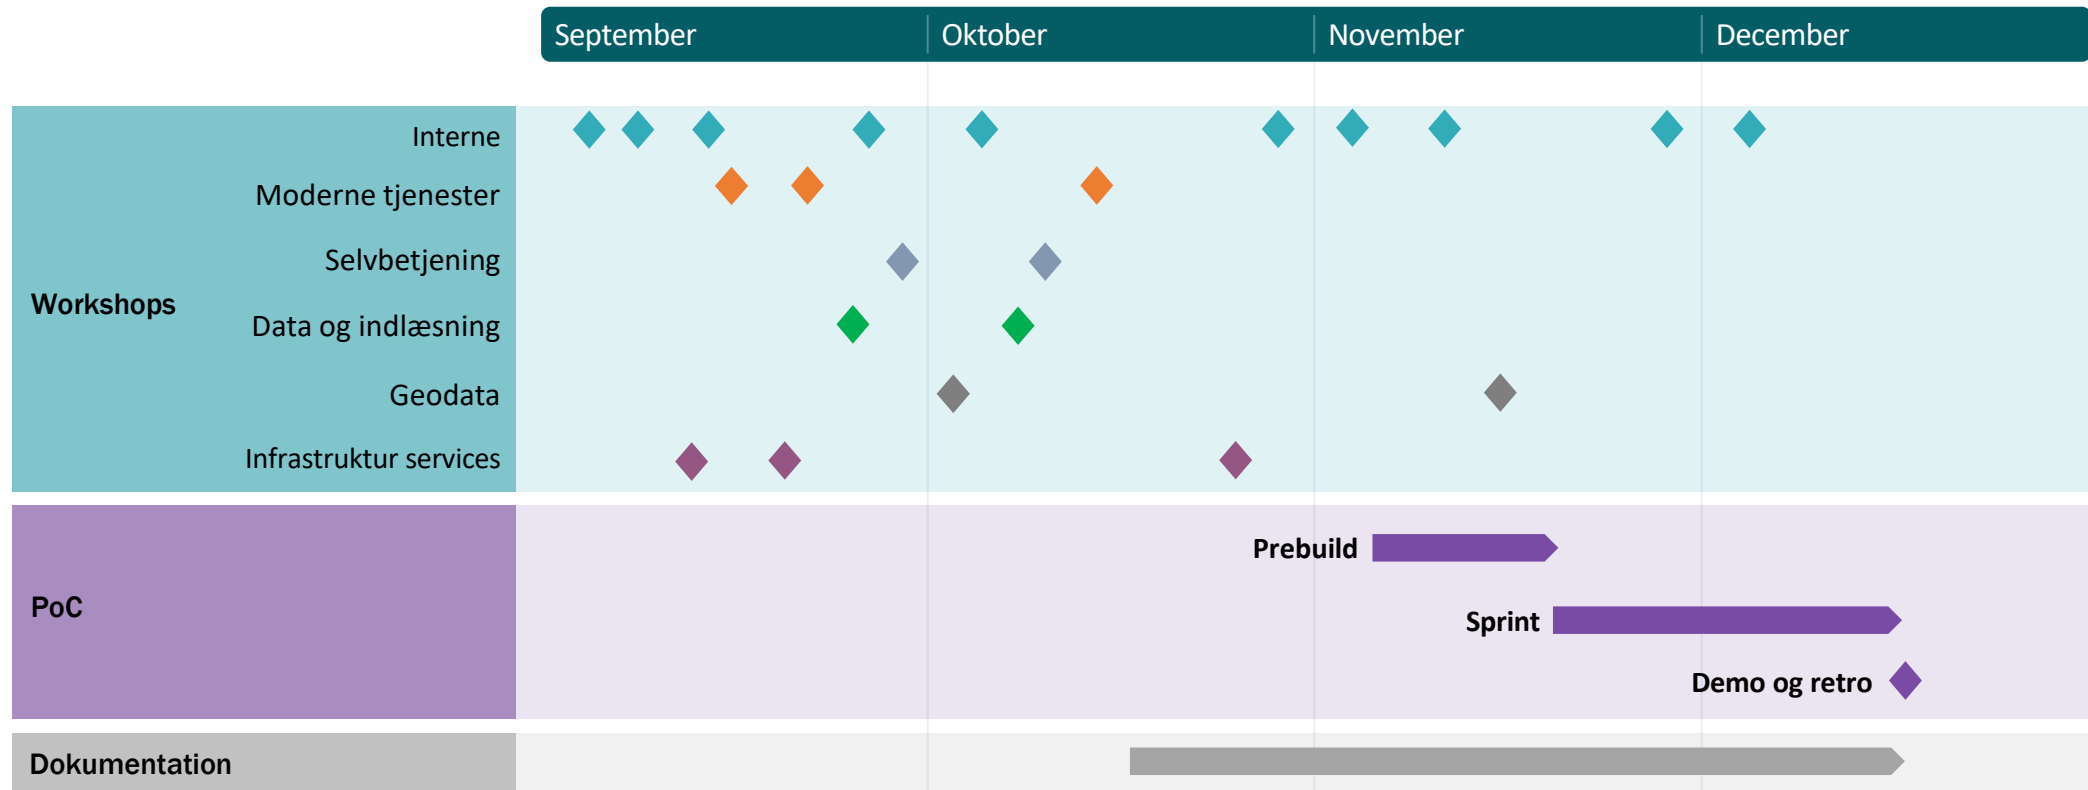 September
Oktober
November
December
Workshops
Interne
Moderne tjenester
Selvbetjening
Data og indlæsning
Geodata
Infrastruktur services
PoC
Prebuild
Sprint
Demo og retro
Dokumentation